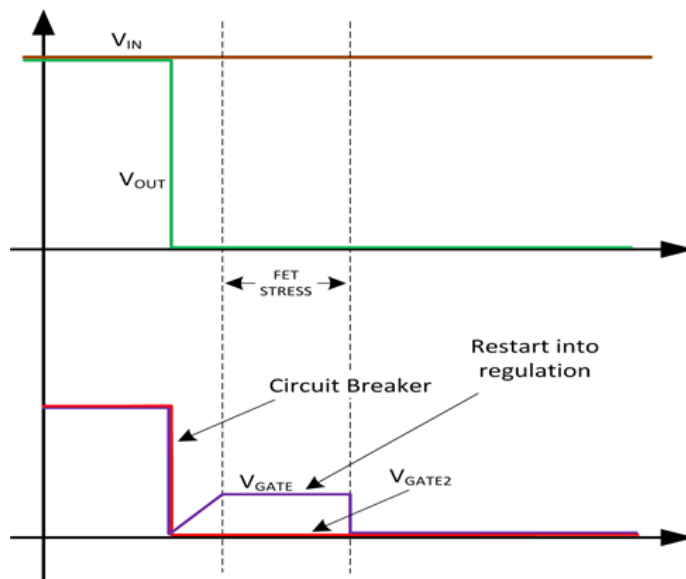 VIN
VOUT
FET
STRESS
Restart into
regulation
Circuit Breaker
VGATE
VGATE2